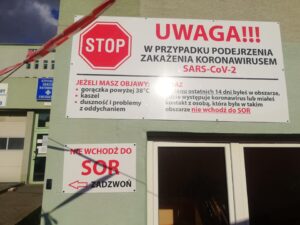 UWAGA!!!
STOP
W PRZYPADKU PODEJRZENIA
ZAKAŻENIA KORONAWIRUSEM
SARS-CoV-2
JEŻELI MASZ OBJAWY:
• gorączka powyżej 38°C
• kaszel
• duszność i problemy
z oddychaniem
ostatnich 14 dni byłeś w obszarze,
występuje koronawirus lub miałeś
kontakt z osobą, która była w takim
obszarze nie wchodź do SOR
NIE WCHODŹ DO
SOR
ZADZWOŃ